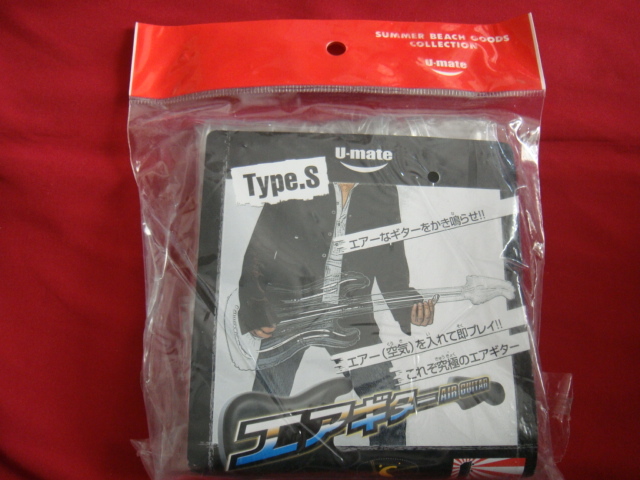 SUMMER BEACH GOODS
COLLECTION
U-mate
U-mate
Type.S
エアーなギターをかき鳴らせ!!
エアー(空気)を入れて即プレイ!!
これぞ究極のエアギター
エアギター
AIR GUITAR